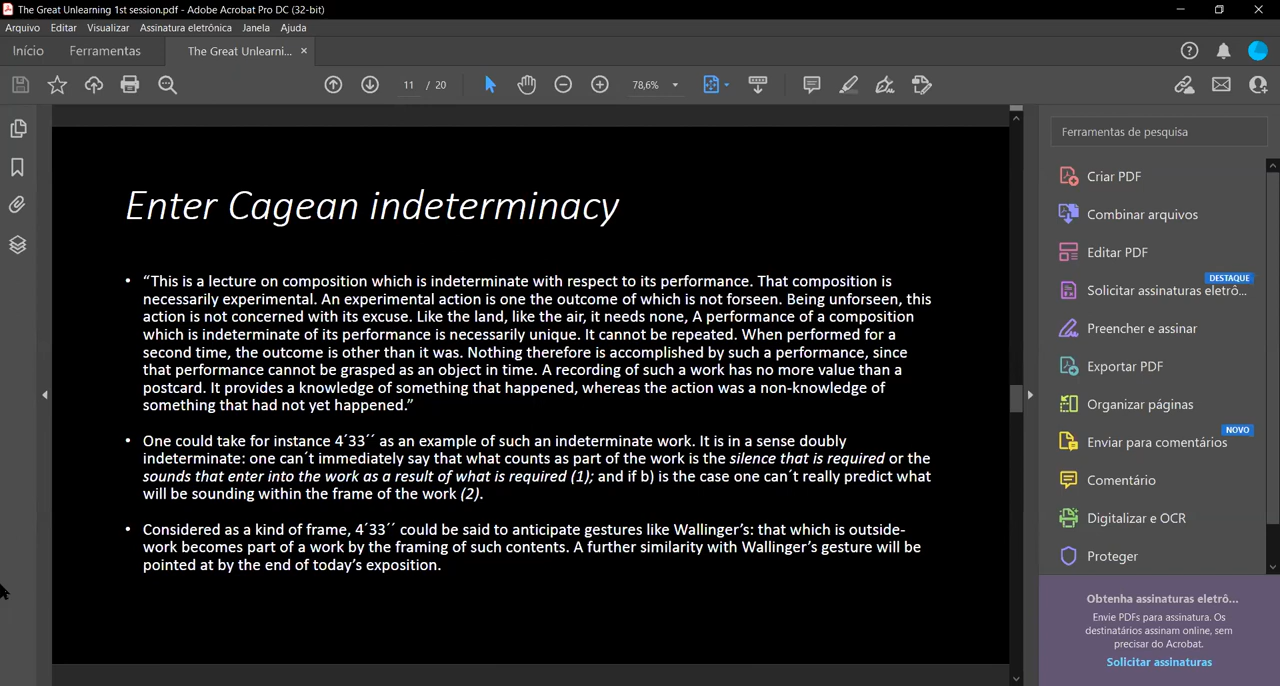 The Great Unlearning 1st session.pdf - Adobe Acrobat Pro DC (32-bit)
Arquivo Editar Visualizar Assinatura eletrônica Janela Ajuda
Início Ferramentas The Great Unlearni... ×
11 / 20 78,6%
Ferramentas de pesquisa
Criar PDF
Combinar arquivos
Editar PDF
DESTAQUE
Solicitar assinaturas eletrô...
Preencher e assinar
Exportar PDF
Organizar páginas
NOVO
Enviar para comentários
Comentário
Digitalizar e OCR
Proteger
Obtenha assinaturas eletrô...
Envie PDFs para assinatura. Os
destinatários assinam online, sem
precisar do Acrobat.
Solicitar assinaturas
Enter Cagean indeterminacy
• “This is a lecture on composition which is indeterminate with respect to its performance. That composition is
necessarily experimental. An experimental action is one the outcome of which is not forseen. Being unforseen, this
action is not concerned with its excuse. Like the land, like the air, it needs none, A performance of a composition
which is indeterminate of its performance is necessarily unique. It cannot be repeated. When performed for a
second time, the outcome is other than it was. Nothing therefore is accomplished by such a performance, since
that performance cannot be grasped as an object in time. A recording of such a work has no more value than a
postcard. It provides a knowledge of something that happened, whereas the action was a non-knowledge of
something that had not yet happened.”
• One could take for instance 4´33´´ as an example of such an indeterminate work. It is in a sense doubly
indeterminate: one can´t immediately say that what counts as part of the work is the silence that is required or the
sounds that enter into the work as a result of what is required (1); and if b) is the case one can´t really predict what
will be sounding within the frame of the work (2).
• Considered as a kind of frame, 4´33´´ could be said to anticipate gestures like Wallinger’s: that which is outside-
work becomes part of a work by the framing of such contents. A further similarity with Wallinger’s gesture will be
pointed at by the end of today’s exposition.